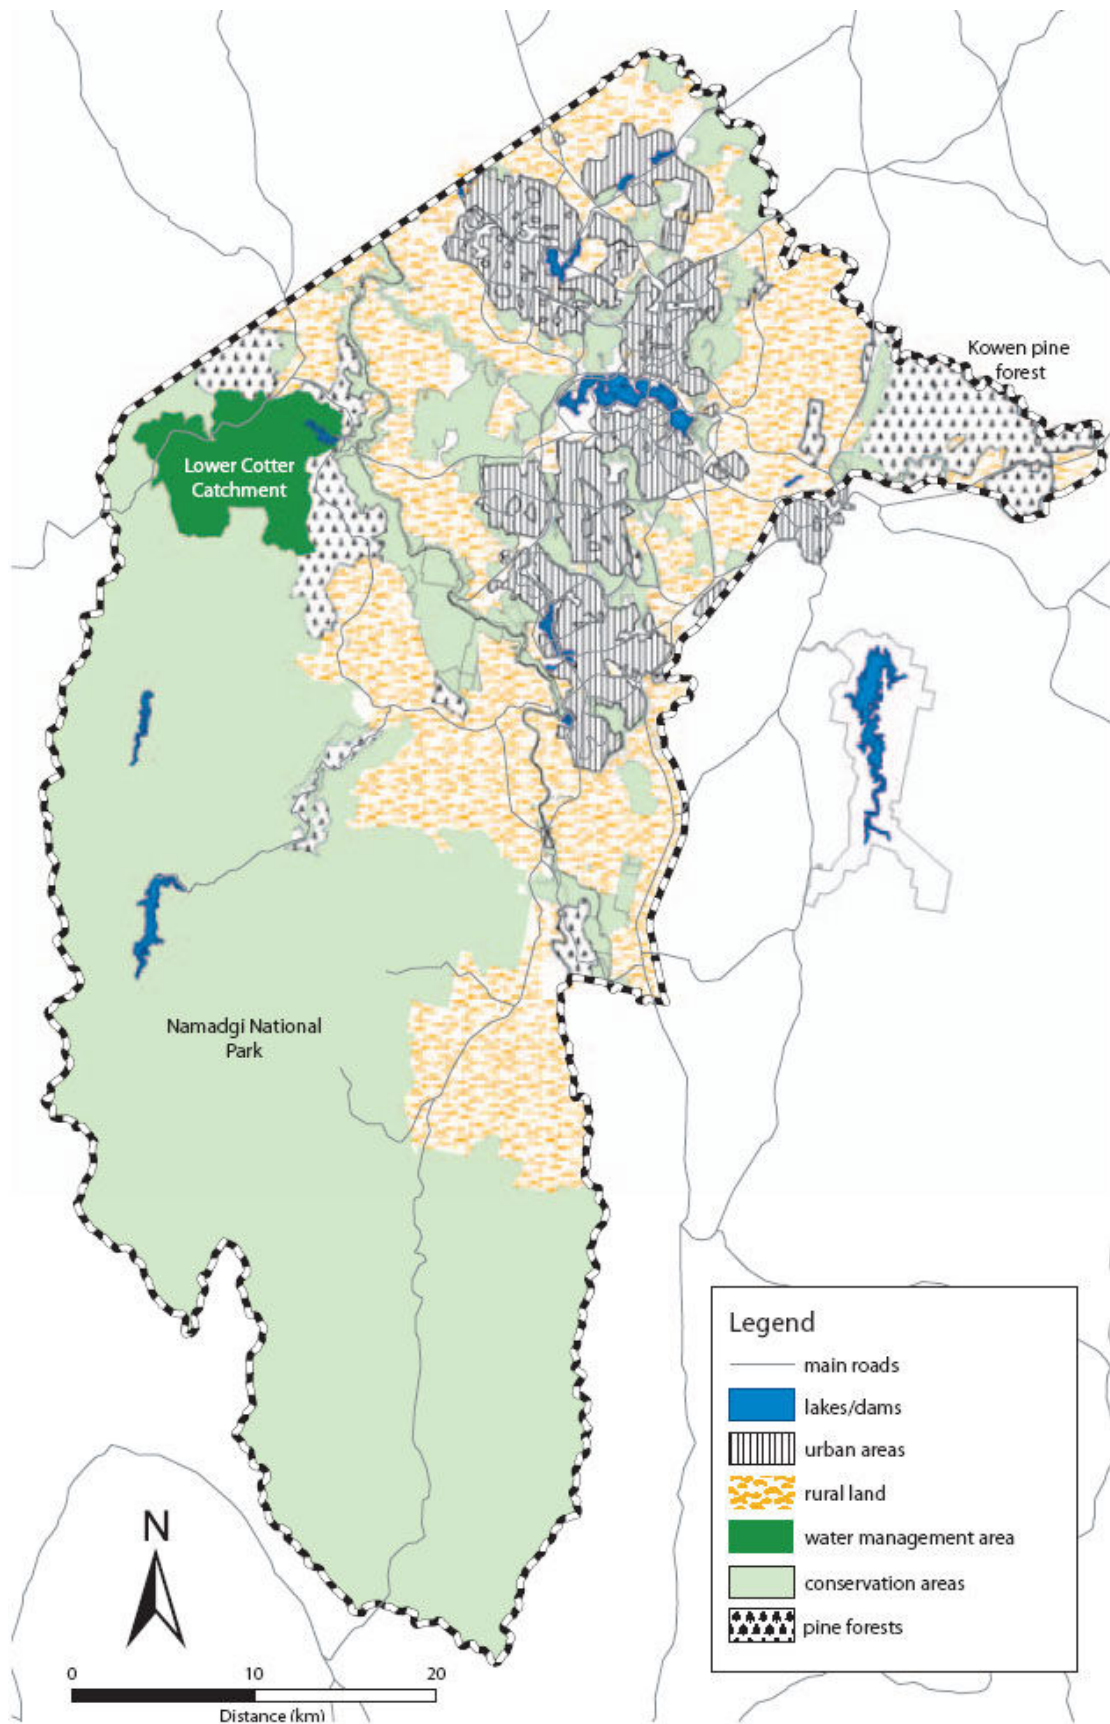 Kowen pine
forest
Lower Cotter
Catchment
Namadgi National
Park
Legend
main roads
lakes/dams
urban areas
rural land
water management area
conservation areas
pine forests
N
0 10 20
Distance (km)